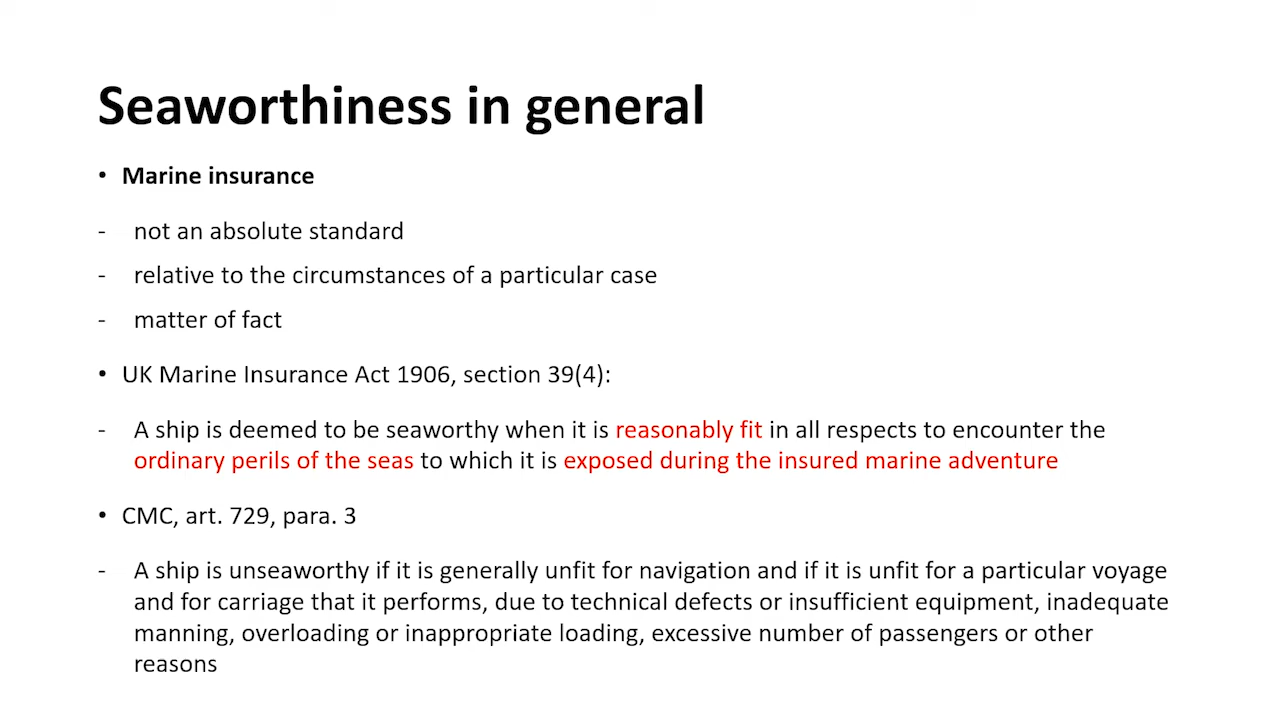 Seaworthiness in general
• Marine insurance
- not an absolute standard
- relative to the circumstances of a particular case
- matter of fact
• UK Marine Insurance Act 1906, section 39(4):
- A ship is deemed to be seaworthy when it is reasonably fit in all respects to encounter the
ordinary perils of the seas to which it is exposed during the insured marine adventure
• CMC, art. 729, para. 3
- A ship is unseaworthy if it is generally unfit for navigation and if it is unfit for a particular voyage
and for carriage that it performs, due to technical defects or insufficient equipment, inadequate
manning, overloading or inappropriate loading, excessive number of passengers or other
reasons